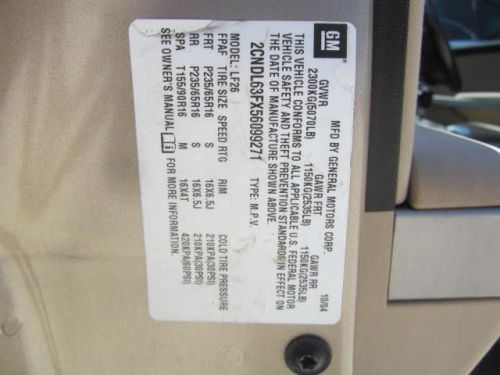 GM
MFD BY GENERAL MOTORS CORP.
10/04
GVWR GAWR FRT GAWR RR
2300KG(5070LB) 1150KG(2535LB) 1150KG(2535LB)
THIS VEHICLE CONFORMS TO ALL APPLICABLE U.S. FEDERAL MOTOR
VEHICLE SAFETY AND THEFT PREVENTION STANDARDS IN EFFECT ON
THE DATE OF MANUFACTURE SHOWN ABOVE.
2CNDL63FX56099271 TYPE: M.P.V.
MODEL: LF26
FPAF TIRE SIZE SPEED RTG RIM COLD TIRE PRESSURE
FRT P235/65R16 S 16X6.5J 210KPA(30PSI)
RR P235/65R16 S 16X6.5J 210KPA(30PSI)
SPA T155/90R16 M 16X4T 420KPA(60PSI)
SEE OWNER'S MANUAL FOR MORE INFORMATION.